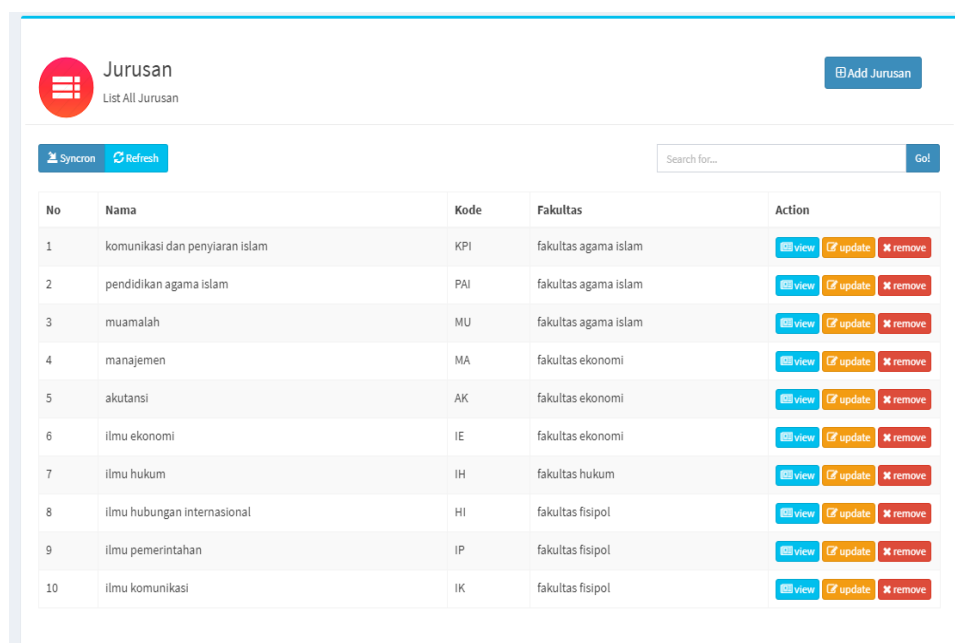 Jurusan
List All Jurusan
Add Jurusan
Syncron Refresh Search for... Go!
No Nama Kode Fakultas Action
1 komunikasi dan penyiaran islam KPI fakultas agama islam view update remove
2 pendidikan agama islam PAI fakultas agama islam view update remove
3 muamalah MU fakultas agama islam view update remove
4 manajemen MA fakultas ekonomi view update remove
5 akutansi AK fakultas ekonomi view update remove
6 ilmu ekonomi IE fakultas ekonomi view update remove
7 ilmu hukum IH fakultas hukum view update remove
8 ilmu hubungan internasional HI fakultas fisipol view update remove
9 ilmu pemerintahan IP fakultas fisipol view update remove
10 ilmu komunikasi IK fakultas fisipol view update remove